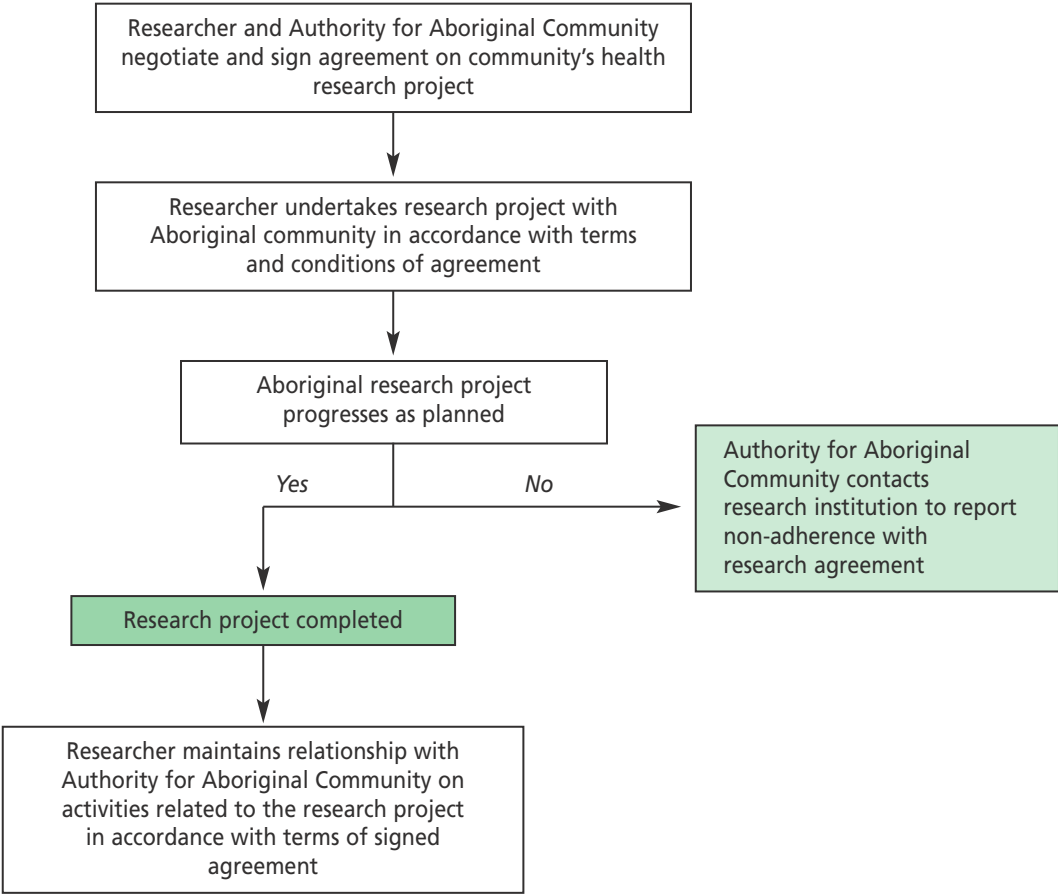 Researcher and Authority for Aboriginal Community
negotiate and sign agreement on community's health
research project
Researcher undertakes research project with
Aboriginal community in accordance with terms
and conditions of agreement
Aboriginal research project
progresses as planned
Yes
No
Authority for Aboriginal
Community contacts
research institution to report
non-adherence with
research agreement
Research project completed
Researcher maintains relationship with
Authority for Aboriginal Community on
activities related to the research project
in accordance with terms of signed
agreement